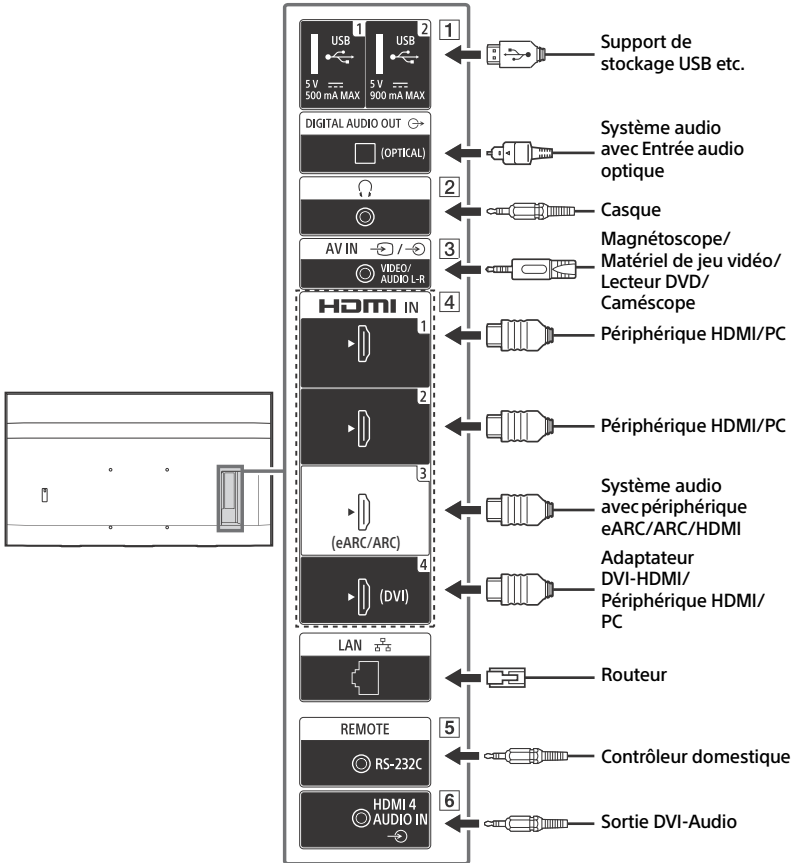 1
USB
5 V
500 mA MAX
2
USB
5 V
900 mA MAX
1
Support de
stockage USB etc.
DIGITAL AUDIO OUT
(OPTICAL)
Système audio
avec Entrée audio
optique
2
Casque
AV IN /
3
VIDEO/
AUDIO L-R
Magnétoscope/
Matériel de jeu vidéo/
Lecteur DVD/
Caméscope
HDMI IN
4
1
Périphérique HDMI/PC
2
Périphérique HDMI/PC
3
(eARC/ARC)
Système audio
avec périphérique
eARC/ARC/HDMI
4
(DVI)
Adaptateur
DVI-HDMI/
Périphérique HDMI/
PC
LAN
Routeur
REMOTE
5
RS-232C
Contrôleur domestique
HDMI 4
AUDIO IN
6
Sortie DVI-Audio